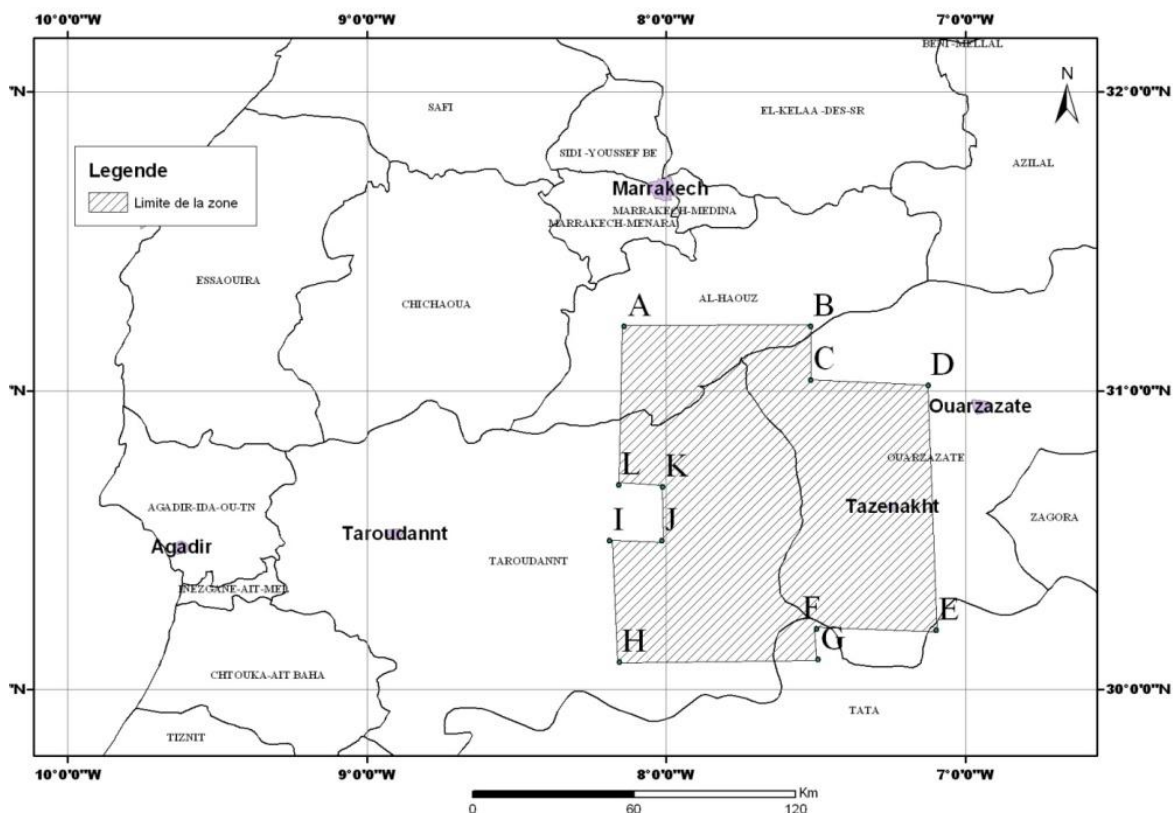 10°0'0"W 9°0'0"W 8°0'0"W 7°0'0"W
BENI-MELLAL
N
"N 32°0'0"N
SAFI
EL-KELAA-DES-SR
SIDI-YOUSSEF BE
AZILAL
Legende
Limite de la zone
Marrakech
MARRAKECH-MEDINA
MARRAKECH-MENARA
ESSAOUIRA
CHICHAOUA
AL-HAOUZ
A B
C D
°N 31°0'0"N
Ouarzazate
OUARZAZATE
L K
AGADIR-IDA-OU-TN
Tazenakht
I J
ZAGORA
Taroudannt
Agadir
TAROUDANNT
INEZGANE-AIT-MEL
F E
G
H
CHTOUKA-AIT BAHA
"N 30°0'0"N
TATA
TIZNIT
10°0'0"W 9°0'0"W 8°0'0"W 7°0'0"W
Km
0 60 120